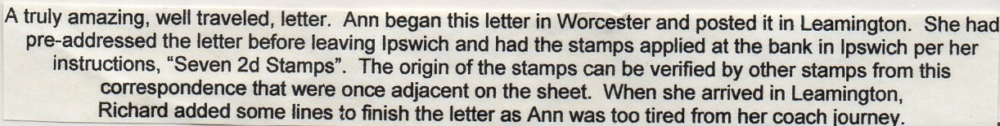 A truly amazing, well traveled, letter. Ann began this letter in Worcester and posted it in Leamington. She had
pre-addressed the letter before leaving Ipswich and had the stamps applied at the bank in Ipswich per her
instructions, “Seven 2d Stamps”. The origin of the stamps can be verified by other stamps from this
correspondence that were once adjacent on the sheet. When she arrived in Leamington,
Richard added some lines to finish the letter as Ann was too tired from her coach journey.